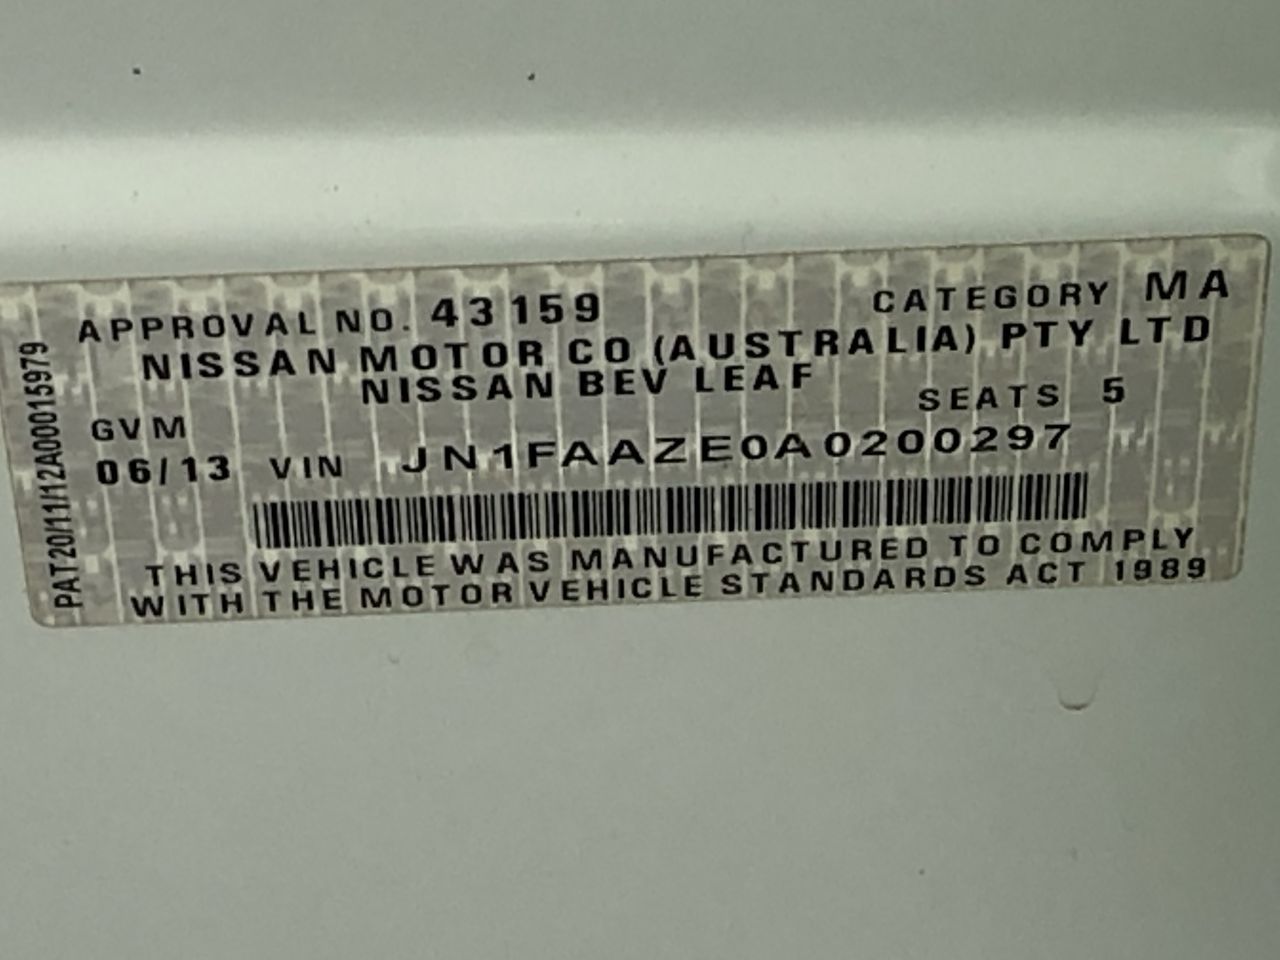 APPROVAL NO. 43159 CATEGORY MA
NISSAN MOTOR CO (AUSTRALIA) PTY LTD
NISSAN BEV LEAF
GVM SEATS 5
06/13 VIN JN1FAAZE0A0200297
THIS VEHICLE WAS MANUFACTURED TO COMPLY
WITH THE MOTOR VEHICLE STANDARDS ACT 1989
PAT20/11/12A00015979